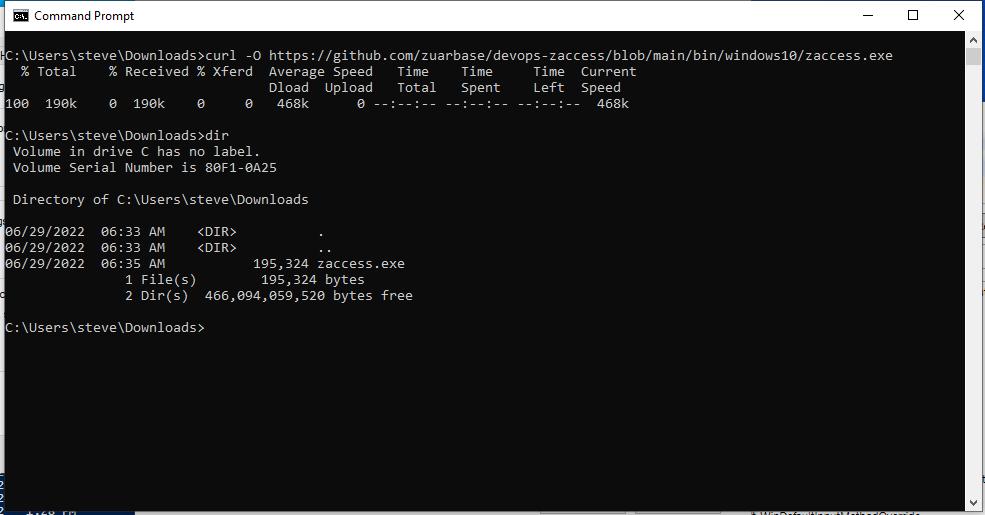 Command Prompt
C:\Users\steve\Downloads>curl -O https://github.com/zuarbase/devops-zaccess/blob/main/bin/windows10/zaccess.exe
  % Total    % Received % Xferd  Average Speed   Time    Time     Time  Current
                                 Dload  Upload   Total   Spent    Left  Speed
100  190k    0  190k    0     0   468k      0 --:--:-- --:--:-- --:--:--  468k
C:\Users\steve\Downloads>dir
 Volume in drive C has no label.
 Volume Serial Number is 80F1-0A25
 Directory of C:\Users\steve\Downloads
06/29/2022  06:33 AM    <DIR>          .
06/29/2022  06:33 AM    <DIR>          ..
06/29/2022  06:35 AM           195,324 zaccess.exe
               1 File(s)        195,324 bytes
               2 Dir(s)  466,094,059,520 bytes free
C:\Users\steve\Downloads>